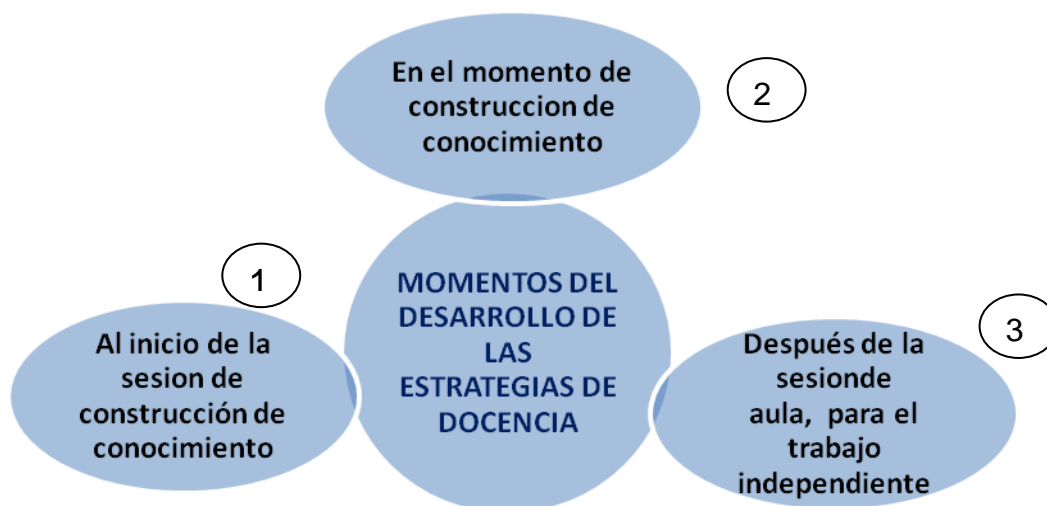 MOMENTOS DEL
DESARROLLO DE
LAS
ESTRATEGIAS DE
DOCENCIA
1
Al inicio de la
sesion de
construcción de
conocimiento
2
En el momento de
construccion de
conocimiento
3
Después de la
sesionde
aula, para el
trabajo
independiente